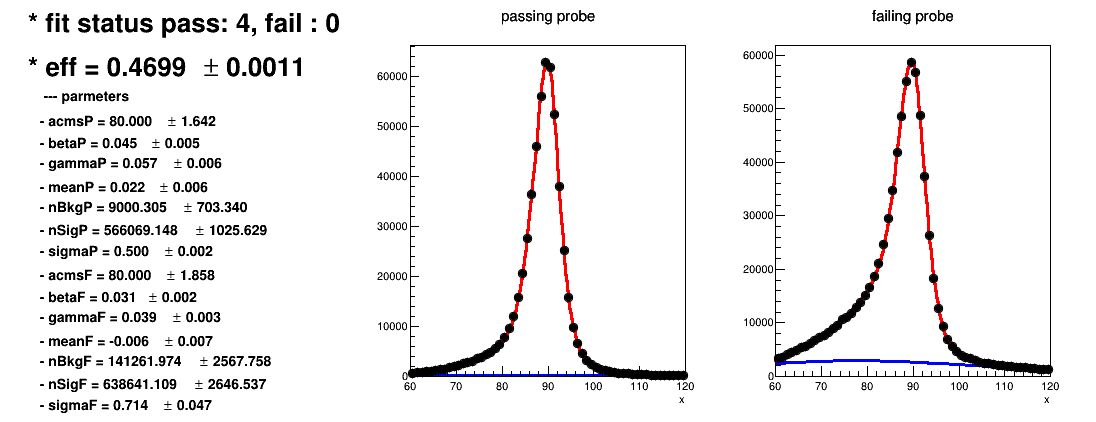 * fit status pass: 4, fail : 0
* eff = 0.4699 ± 0.0011
--- parmeters
- acmsP = 80.000 ± 1.642
- betaP = 0.045 ± 0.005
- gammaP = 0.057 ± 0.006
- meanP = 0.022 ± 0.006
- nBkgP = 9000.305 ± 703.340
- nSigP = 566069.148 ± 1025.629
- sigmaP = 0.500 ± 0.002
- acmsF = 80.000 ± 1.858
- betaF = 0.031 ± 0.002
- gammaF = 0.039 ± 0.003
- meanF = -0.006 ± 0.007
- nBkgF = 141261.974 ± 2567.758
- nSigF = 638641.109 ± 2646.537
- sigmaF = 0.714 ± 0.047
passing probe
60000
50000
40000
30000
20000
10000
0
60 70 80 90 100 110 120
x
failing probe
60000
50000
40000
30000
20000
10000
0
60 70 80 90 100 110 120
x